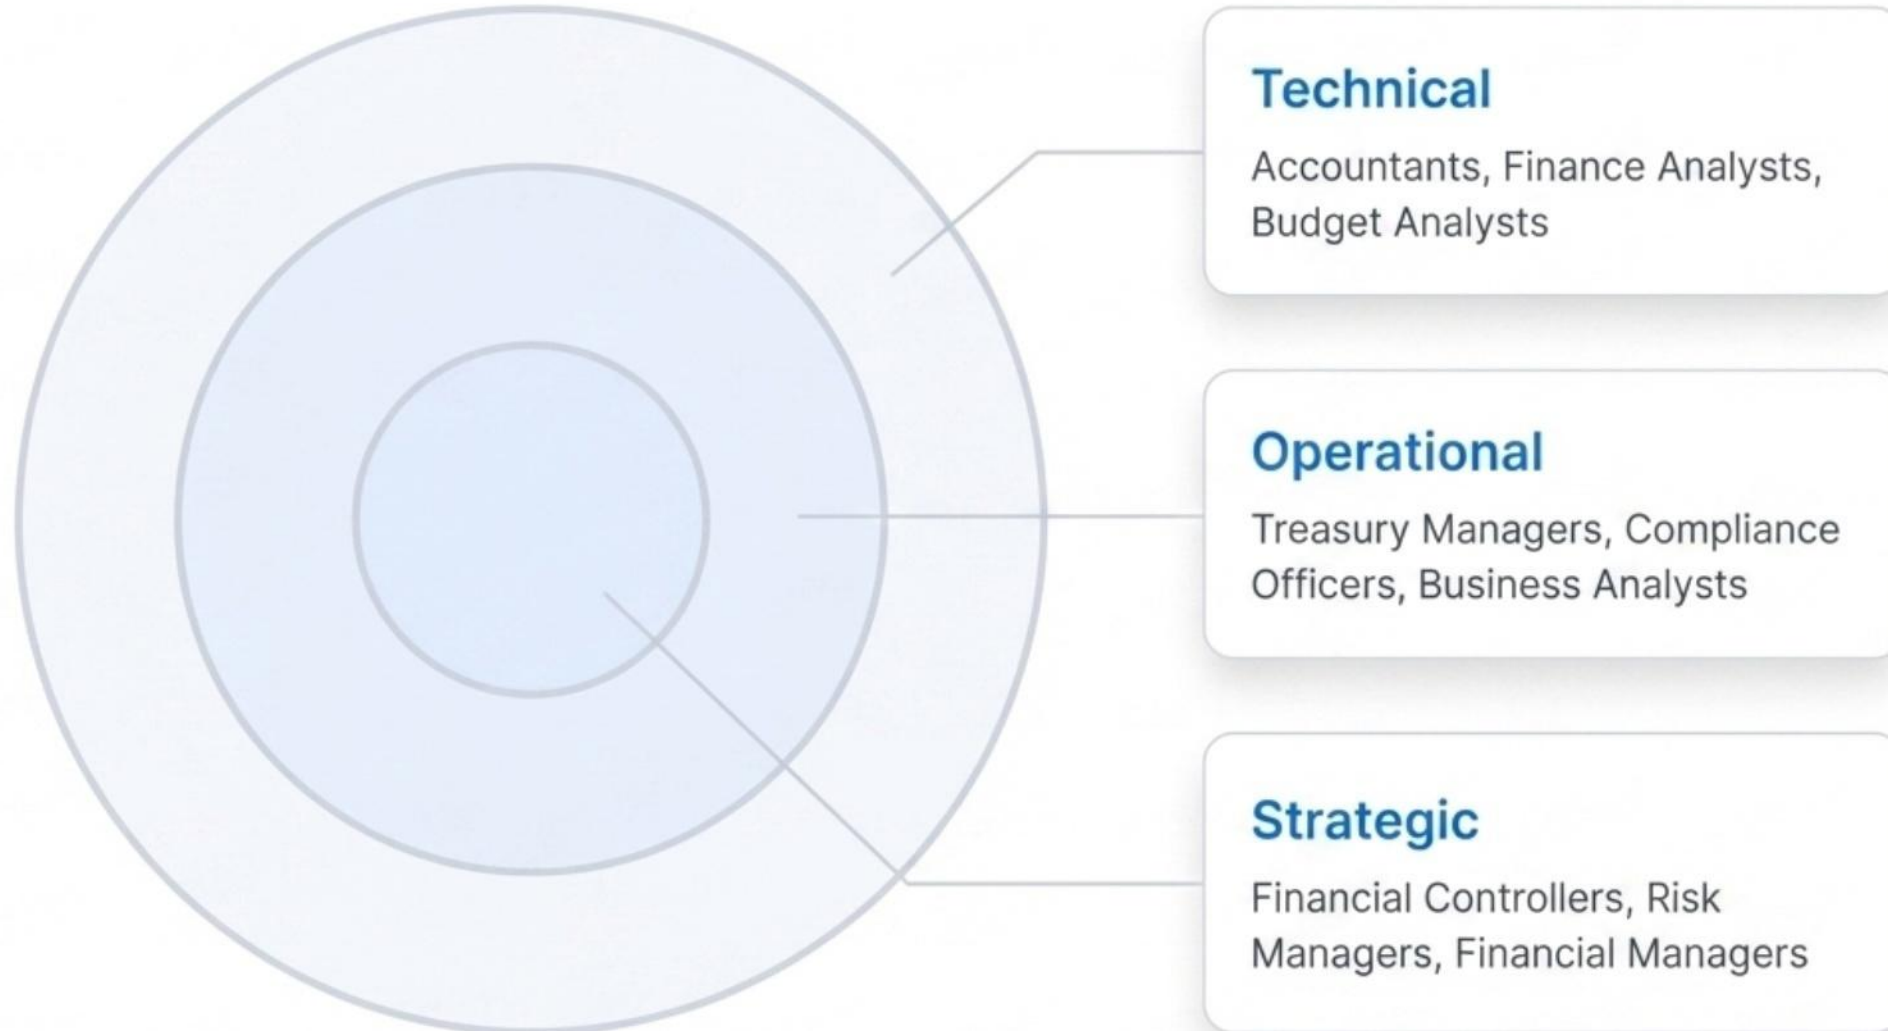 Technical
Accountants, Finance Analysts,
Budget Analysts
Operational
Treasury Managers, Compliance
Officers, Business Analysts
Strategic
Financial Controllers, Risk
Managers, Financial Managers